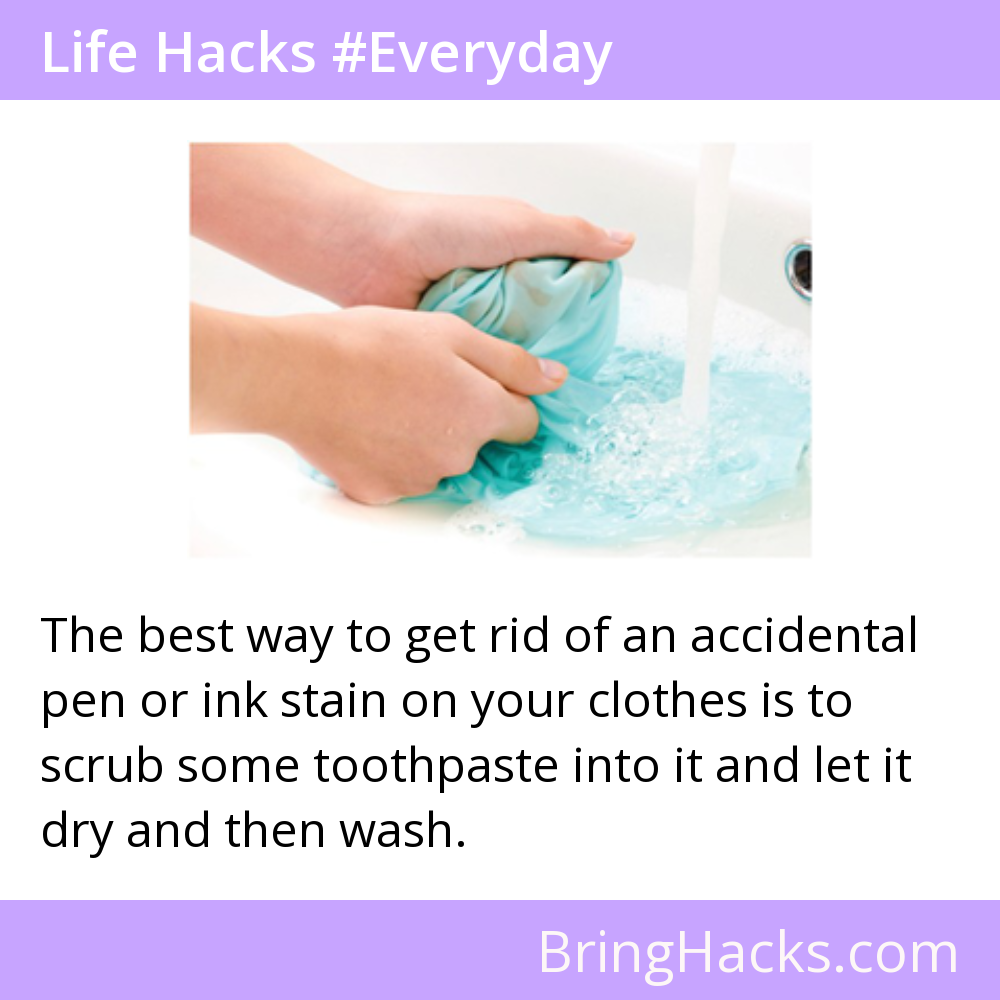 Life Hacks #Everyday
The best way to get rid of an accidental
pen or ink stain on your clothes is to
scrub some toothpaste into it and let it
dry and then wash.
BringHacks.com